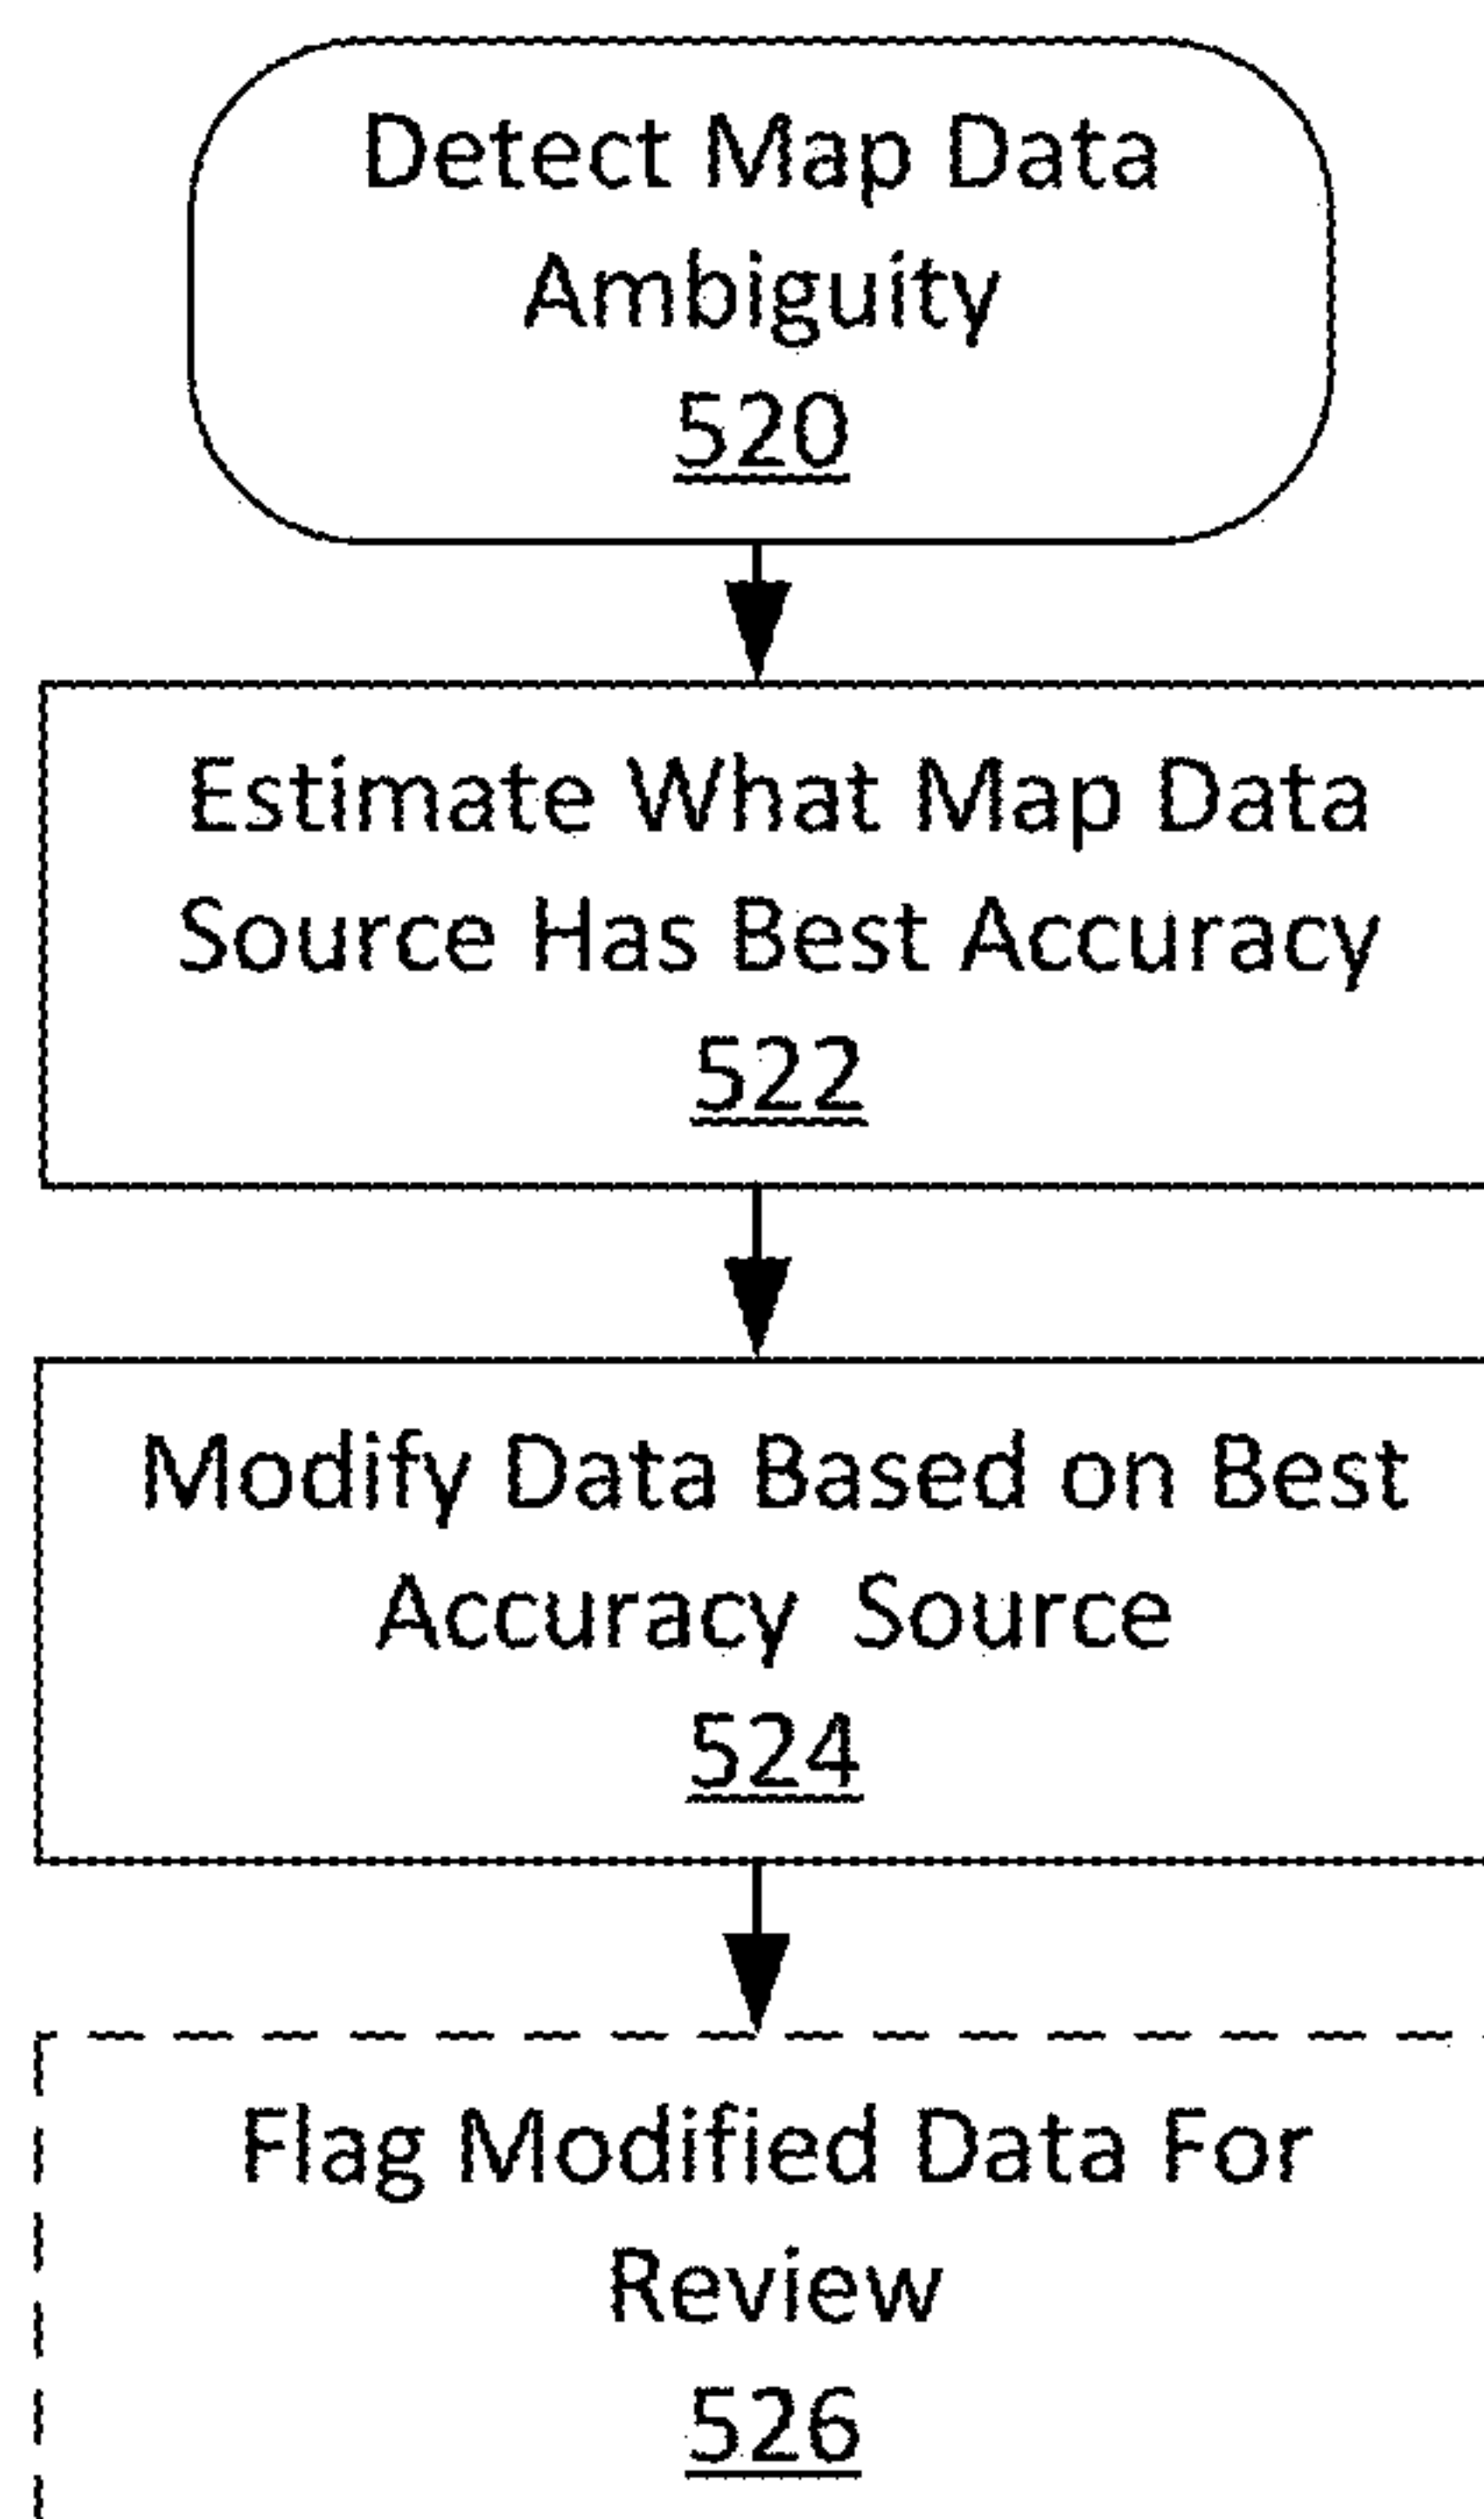 Detect Map Data
Ambiguity
520
Estimate What Map Data
Source Has Best Accuracy
522
Modify Data Based on Best
Accuracy  Source
524
Flag Modified Data For
Review
526